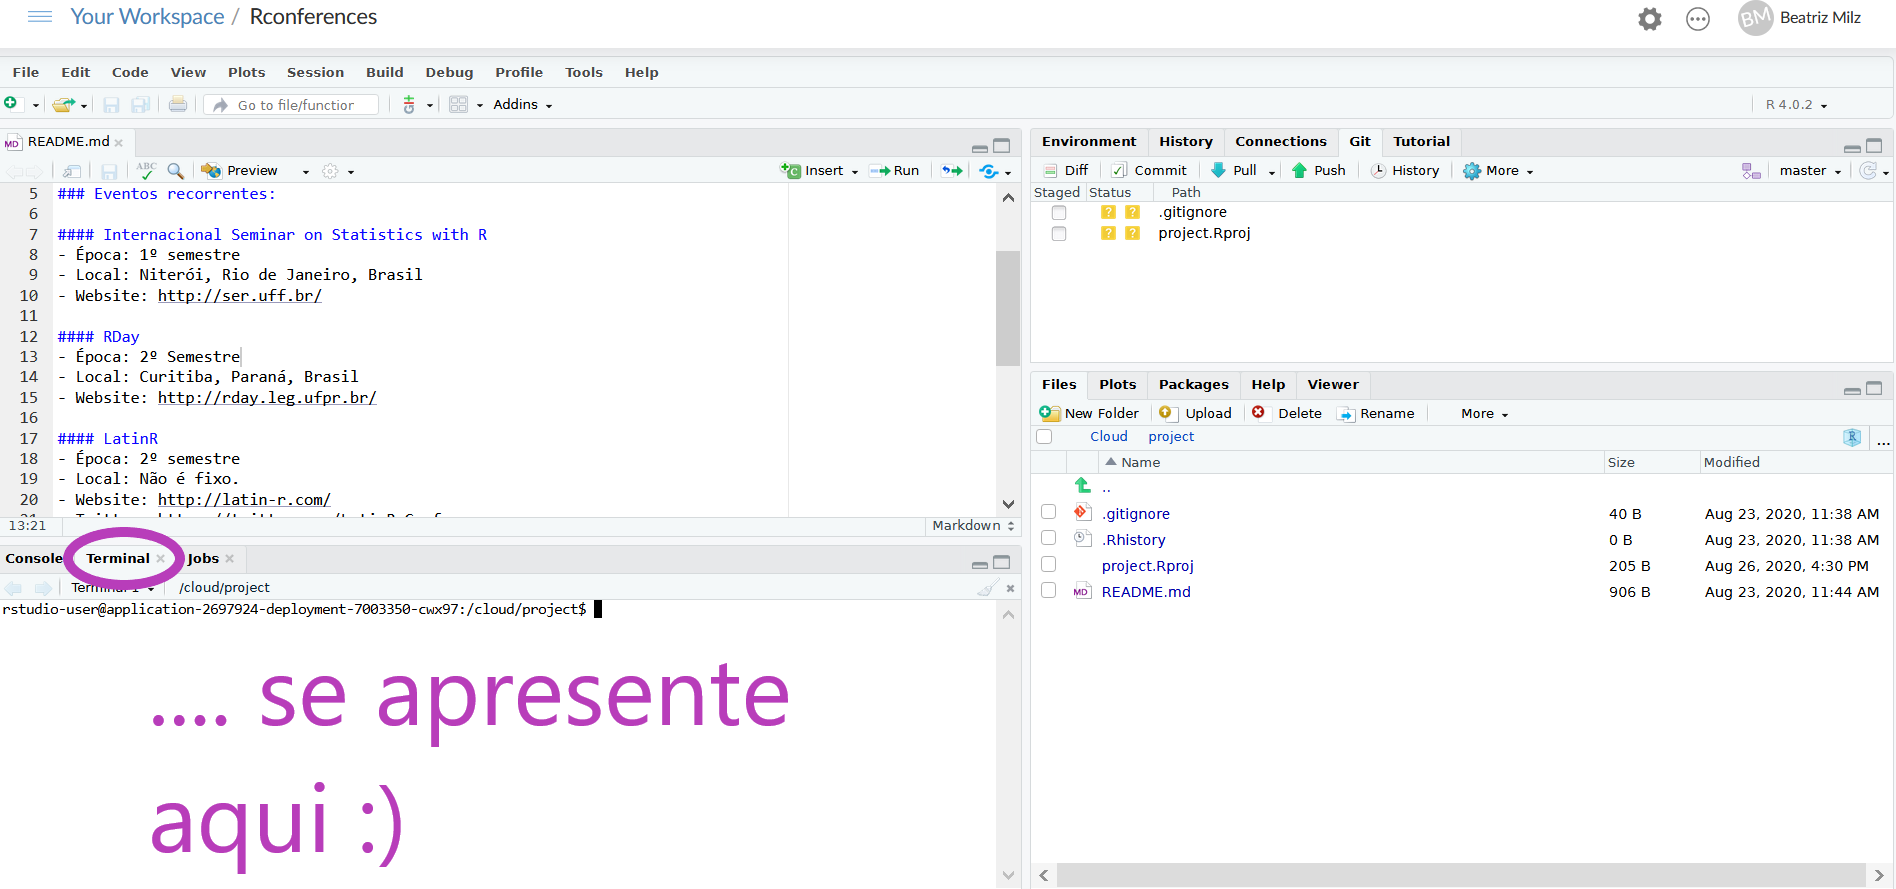 Your Workspace / Rconferences
Beatriz Milz
File Edit Code View Plots Session Build Debug Profile Tools Help
Go to file/function
Addins
R 4.0.2
README.md
Preview
Insert
Run
5 ### Eventos recorrentes:
6
7 #### Internacional Seminar on Statistics with R
8 - Época: 1º semestre
9 - Local: Niterói, Rio de Janeiro, Brasil
10 - Website: http://ser.uff.br/
11
12 #### RDay
13 - Época: 2º Semestre
14 - Local: Curitiba, Paraná, Brasil
15 - Website: http://rday.leg.ufpr.br/
16
17 #### LatinR
18 - Época: 2º semestre
19 - Local: Não é fixo.
20 - Website: http://latin-r.com/
13:21
Markdown
Console Terminal Jobs
Terminal 1 /cloud/project
rstudio-user@application-2697924-deployment-7003350-cwx97:/cloud/project$
.... se apresente
aqui :)
Environment History Connections Git Tutorial
Diff Commit Pull Push History More master
Staged Status Path
? ? .gitignore
? ? project.Rproj
Files Plots Packages Help Viewer
New Folder Upload Delete Rename More
Cloud project
R ...
Name Size Modified
..
.gitignore 40 B Aug 23, 2020, 11:38 AM
.Rhistory 0 B Aug 23, 2020, 11:38 AM
project.Rproj 205 B Aug 26, 2020, 4:30 PM
MD README.md 906 B Aug 23, 2020, 11:44 AM